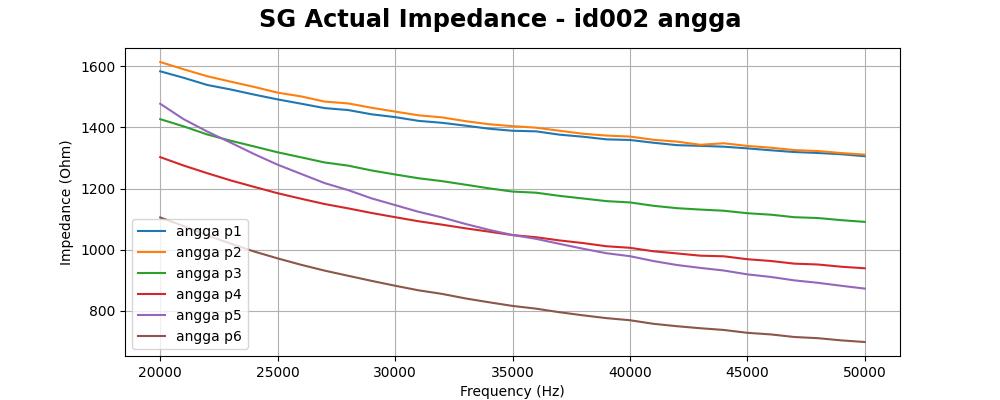 SG Actual Impedance - id002 angga
Impedance (Ohm)
1600
1400
1200
1000
800
angga p1
angga p2
angga p3
angga p4
angga p5
angga p6
20000 25000 30000 35000 40000 45000 50000
Frequency (Hz)